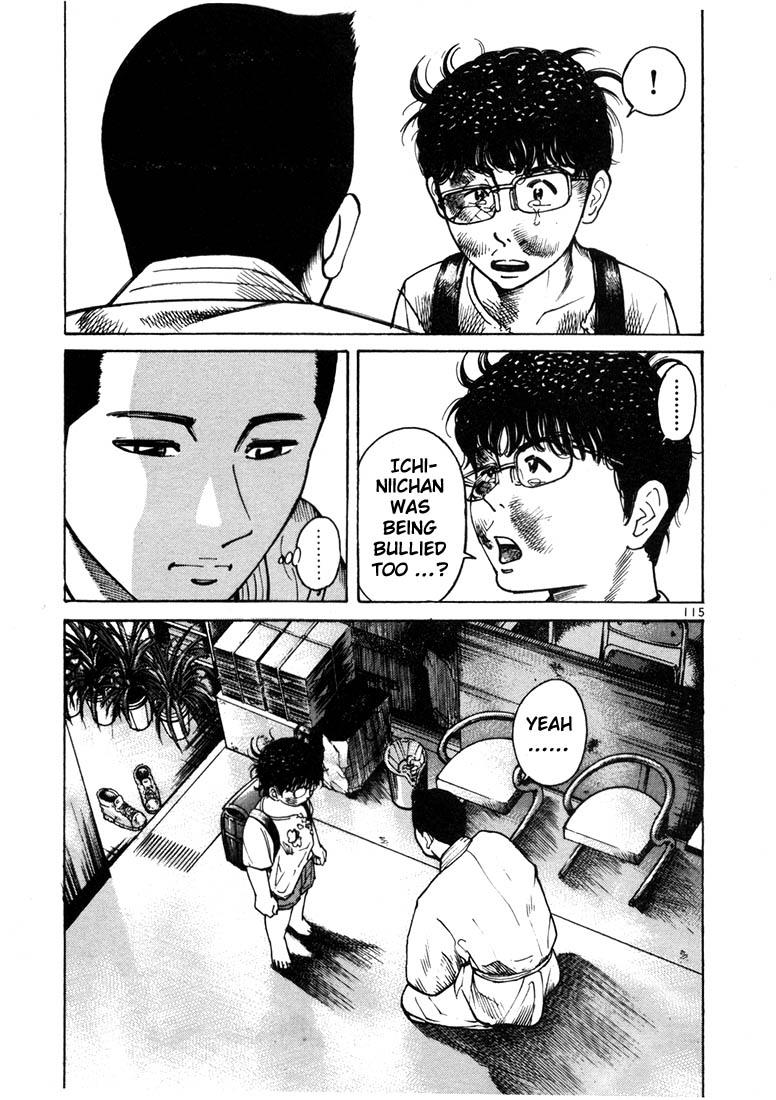 !
.......
ICHI-
NIICHAN
WAS
BEING
BULLIED
TOO ...?
.......
115
YEAH
......